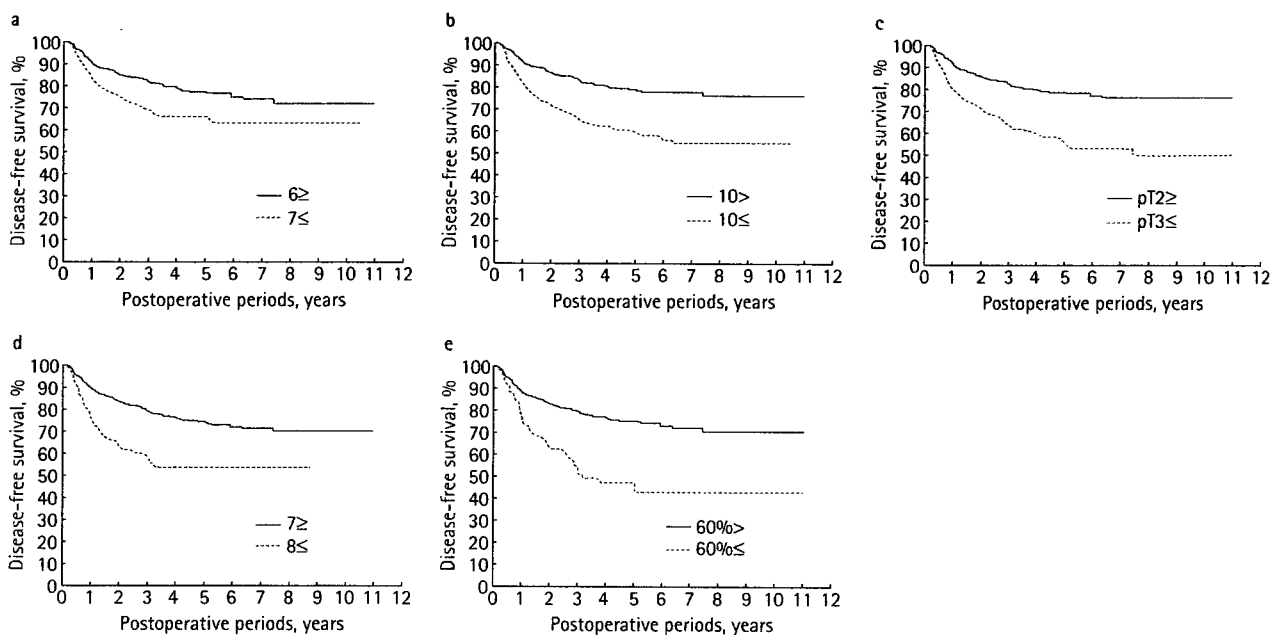 a
Disease-free survival, %
100
90
80
70
60
50
40
30
20
10
0
6≥
7≤
0 1 2 3 4 5 6 7 8 9 10 11 12
Postoperative periods, years
b
Disease-free survival, %
100
90
80
70
60
50
40
30
20
10
0
10>
10≤
0 1 2 3 4 5 6 7 8 9 10 11 12
Postoperative periods, years
c
Disease-free survival, %
100
90
80
70
60
50
40
30
20
10
0
pT2≥
pT3≤
0 1 2 3 4 5 6 7 8 9 10 11 12
Postoperative periods, years
d
Disease-free survival, %
100
90
80
70
60
50
40
30
20
10
0
7≥
8≤
0 1 2 3 4 5 6 7 8 9 10 11 12
Postoperative periods, years
e
Disease-free survival, %
100
90
80
70
60
50
40
30
20
10
0
60%>
60%≤
0 1 2 3 4 5 6 7 8 9 10 11 12
Postoperative periods, years